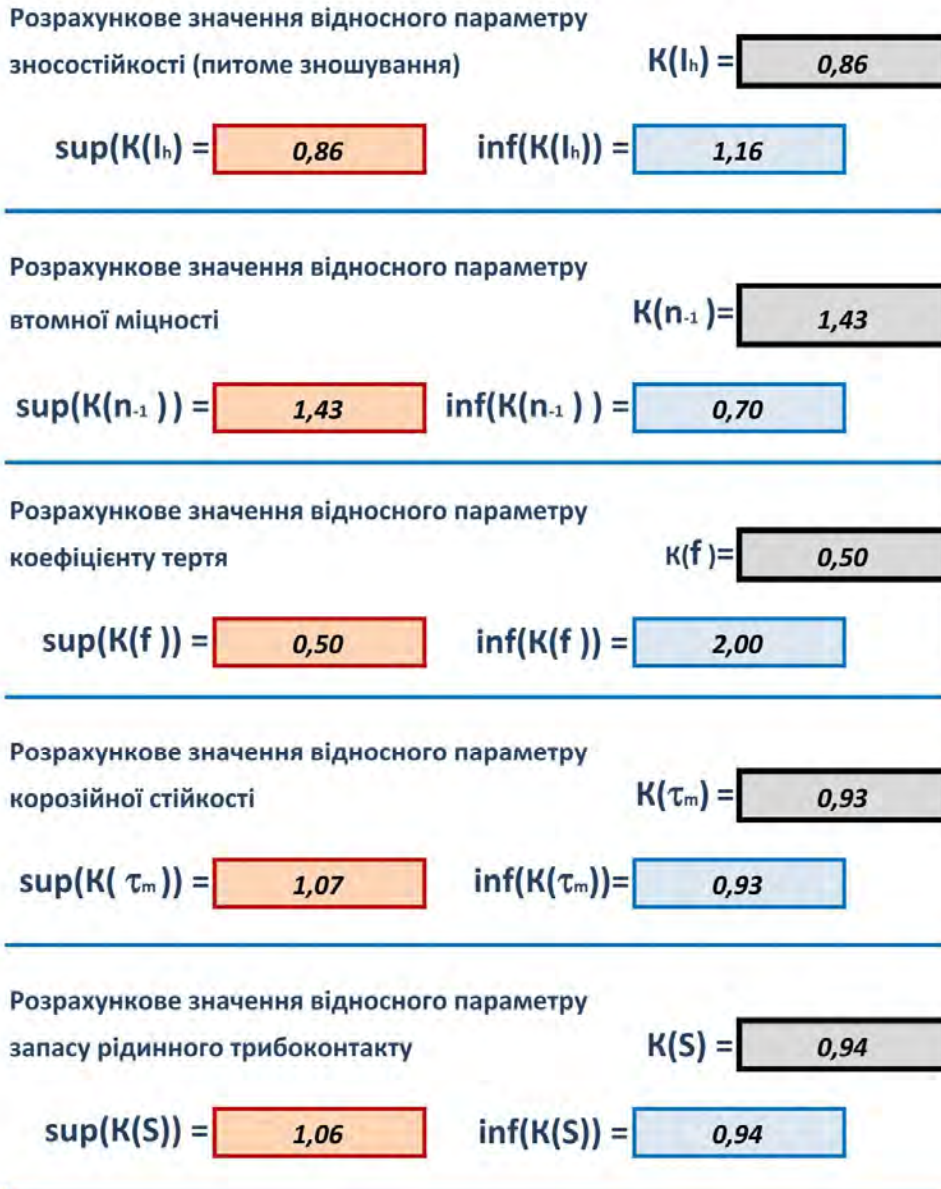 Розрахункове значення відносного параметру
зносостійкості (питоме зношування) K(Iₕ) = 0,86
sup(K(Iₕ) = 0,86 inf(K(Iₕ)) = 1,16
Розрахункове значення відносного параметру
втомної міцності K(n₋₁ )= 1,43
sup(K(n₋₁ )) = 1,43 inf(K(n₋₁ ) ) = 0,70
Розрахункове значення відносного параметру
коефіцієнту тертя K(f )= 0,50
sup(K(f )) = 0,50 inf(K(f )) = 2,00
Розрахункове значення відносного параметру
корозійної стійкості K(τₘ) = 0,93
sup(K( τₘ)) = 1,07 inf(K(τₘ))= 0,93
Розрахункове значення відносного параметру
запасу рідинного трибоконтакту K(S) = 0,94
sup(K(S)) = 1,06 inf(K(S)) = 0,94